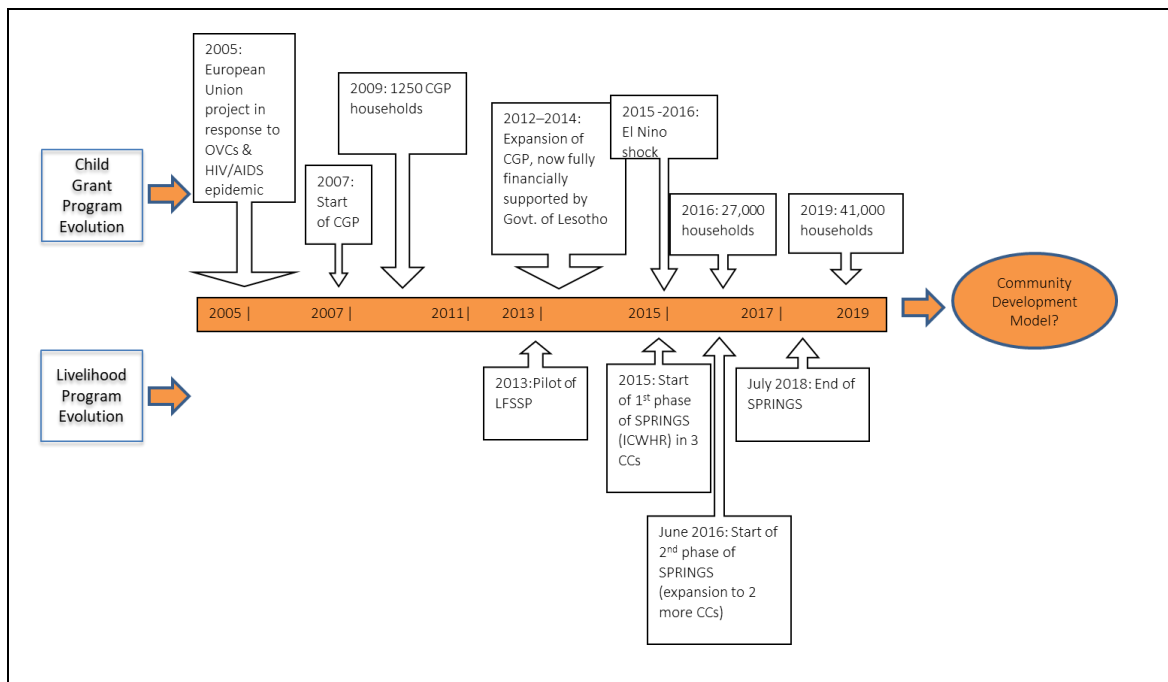 Child
Grant
Program
Evolution
2005:
European
Union
project in
response to
OVCs &
HIV/AIDS
epidemic
2007:
Start
of CGP
2009: 1250 CGP
households
2012–2014:
Expansion of
CGP, now fully
financially
supported by
Govt. of Lesotho
2015 -2016:
El Nino
shock
2016: 27,000
households
2019: 41,000
households
2005 | 2007 | 2011 | 2013 | 2015 | 2017 | 2019
Community
Development
Model?
Livelihood
Program
Evolution
2013:Pilot of
LFSSP
2015: Start
of 1st phase
of SPRINGS
(ICWHR) in 3
CCs
June 2016: Start of
2nd phase of
SPRINGS
(expansion to 2
more CCs)
July 2018: End of
SPRINGS